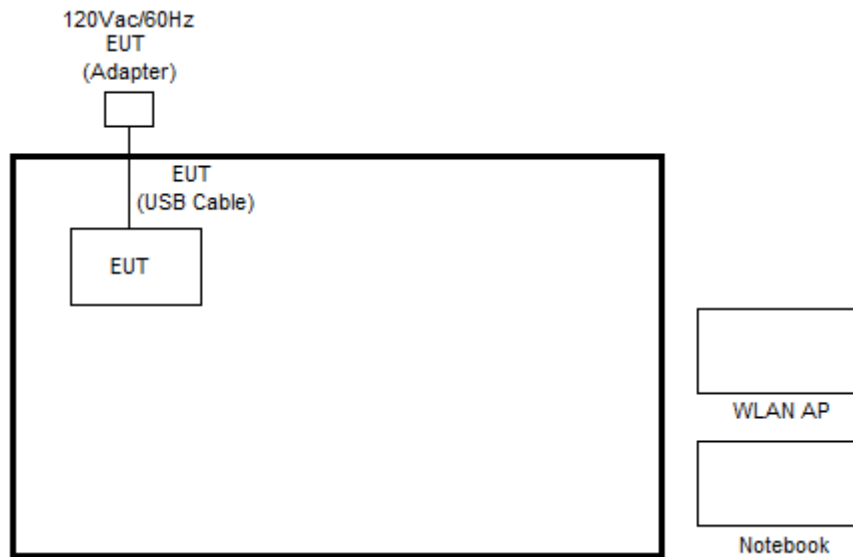 120Vac/60Hz
EUT
(Adapter)
EUT
(USB Cable)
EUT
WLAN AP
Notebook